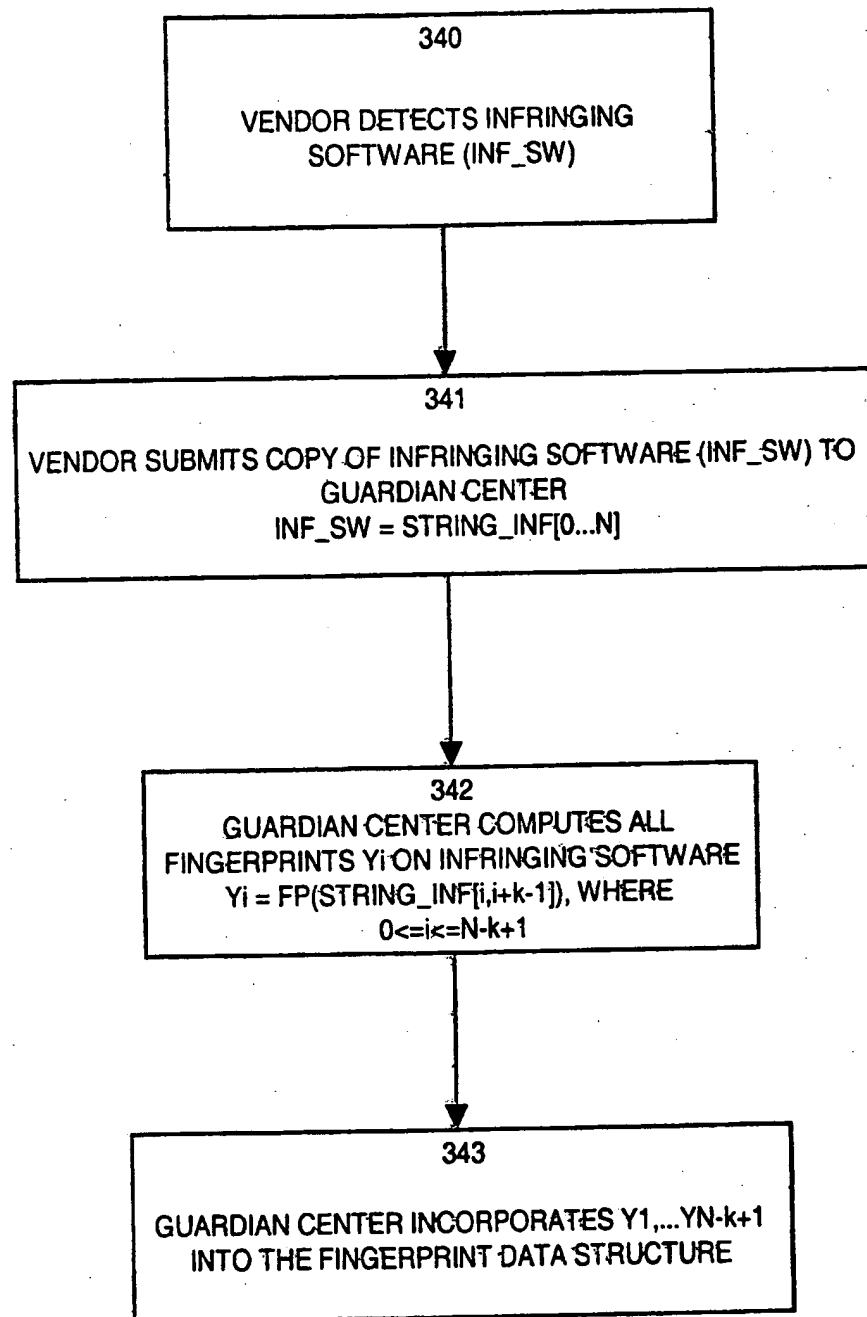 340
VENDOR DETECTS INFRINGING
SOFTWARE (INF_SW)
341
VENDOR SUBMITS COPY OF INFRINGING SOFTWARE (INF_SW) TO
GUARDIAN CENTER
INF_SW = STRING_INF[0...N]
342
GUARDIAN CENTER COMPUTES ALL
FINGERPRINTS Yi ON INFRINGING SOFTWARE
Yi = FP(STRING_INF[i,i+k-1]), WHERE
0<=i<=N-k+1
343
GUARDIAN CENTER INCORPORATES Y1,...YN-k+1
INTO THE FINGERPRINT DATA STRUCTURE